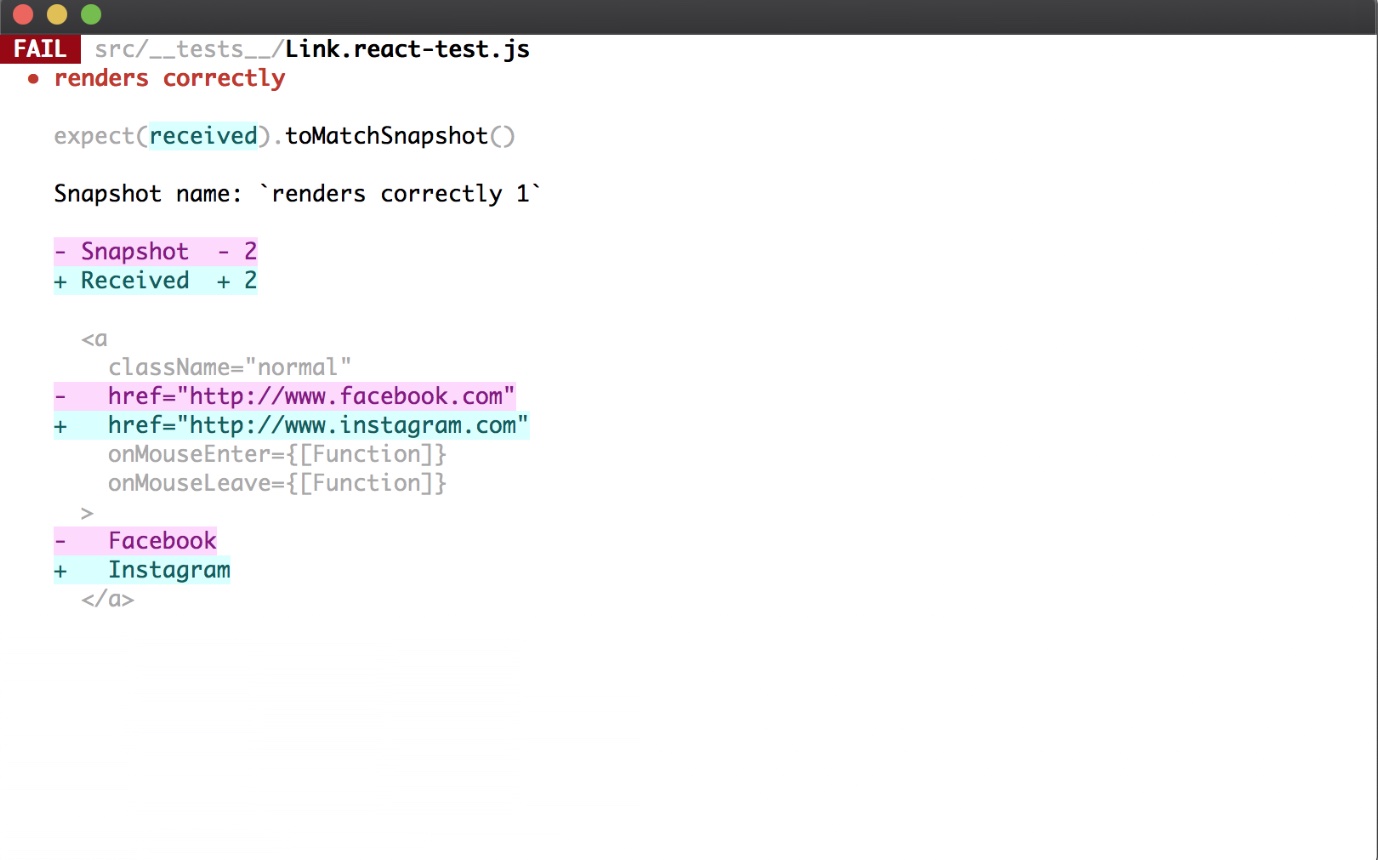 FAIL src/__tests__/Link.react-test.js
• renders correctly
expect(received).toMatchSnapshot()
Snapshot name: `renders correctly 1`
- Snapshot  - 2
+ Received  + 2
<a
className="normal"
-   href="http://www.facebook.com"
+   href="http://www.instagram.com"
onMouseEnter={[Function]}
onMouseLeave={[Function]}
>
-   Facebook
+   Instagram
</a>